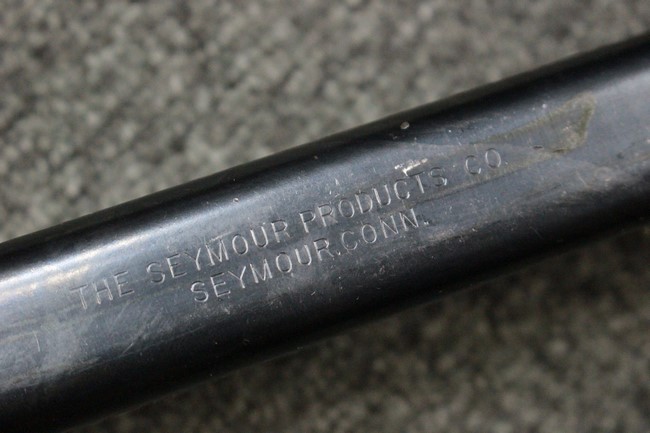 THE SEYMOUR PRODUCTS CO.
SEYMOUR, CONN.